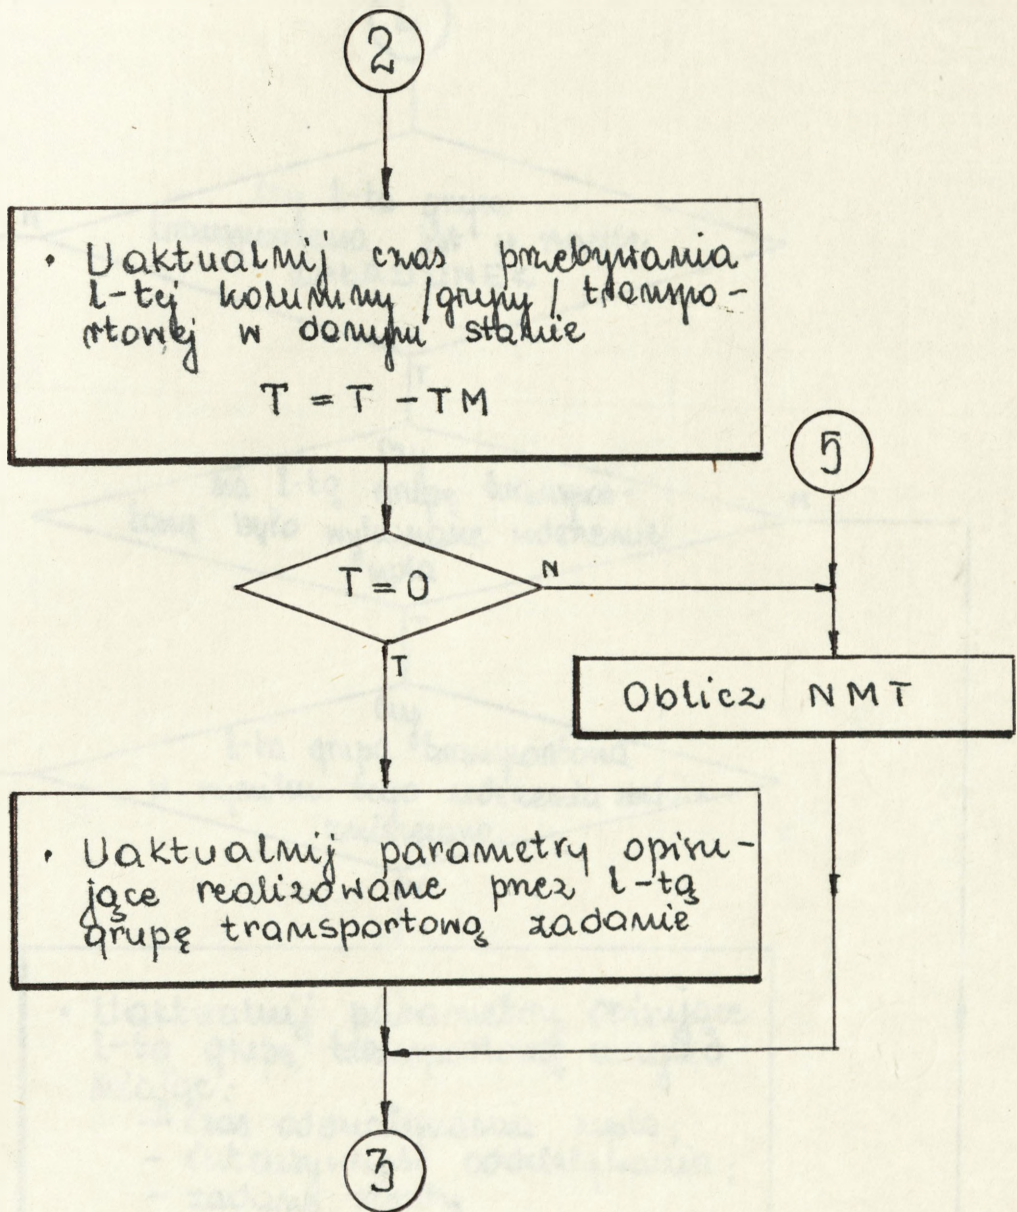 2
· Uaktualnij czas przebywania
l-tej kolumny /grupy/ transpo-
rtowej w danym stanie
T = T - TM
5
T = 0
N
T
Oblicz NMT
· Uaktualnij parametry opisu-
jące realizowane przez l-tą
grupę transportową zadanie
3